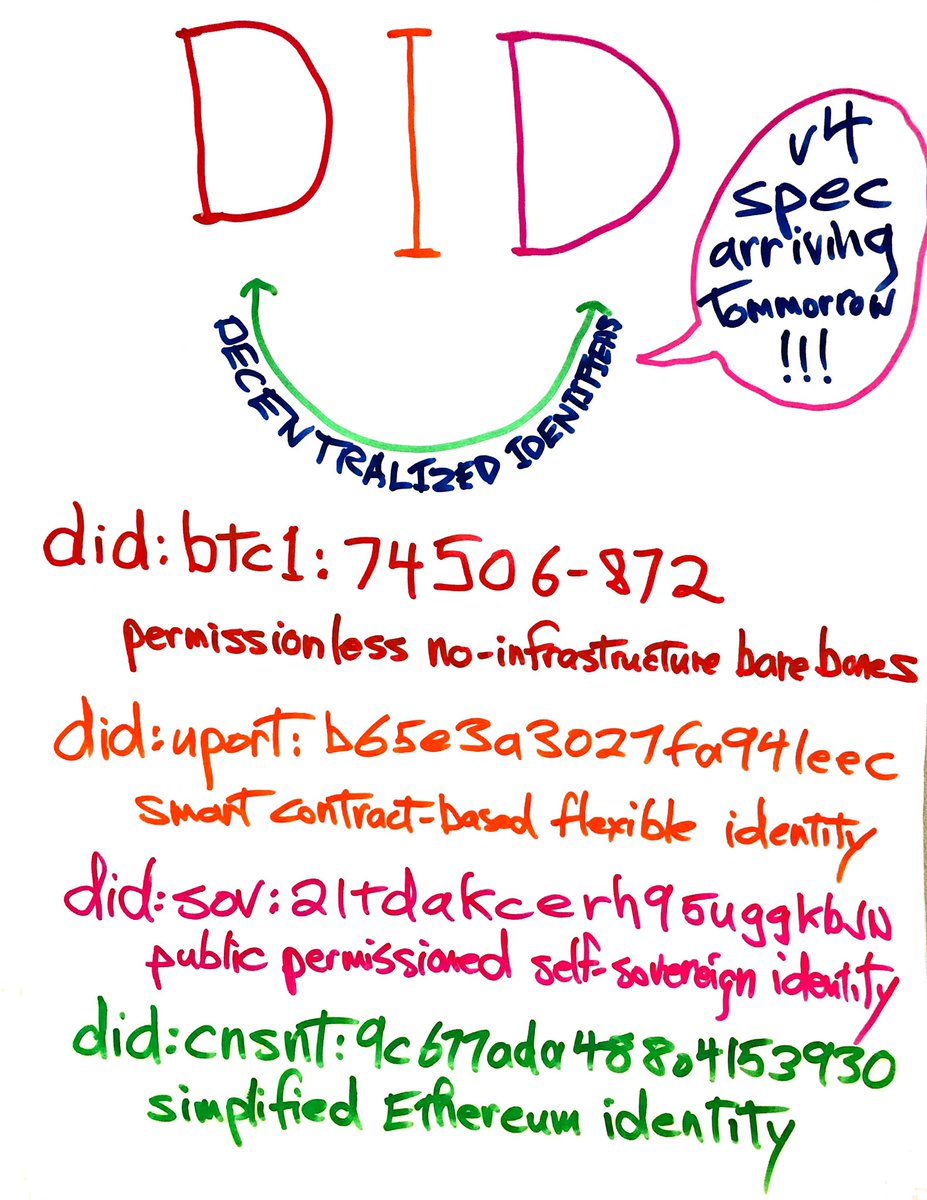 DID
v4
spec
arriving
Tommorrow
!!!
DECENTRALIZED IDENTIFIERS
did:btc1:74506-872
permissionless no-infrastructure bare bones
did:uport:b65e3a3027fa941eec
smart contract-based flexible identity
did:sov:21tdakcerh95uggkbJN
public permissioned self-sovereign identity
did:cnsnt:9c677ada48804153930
simplified Ethereum identity